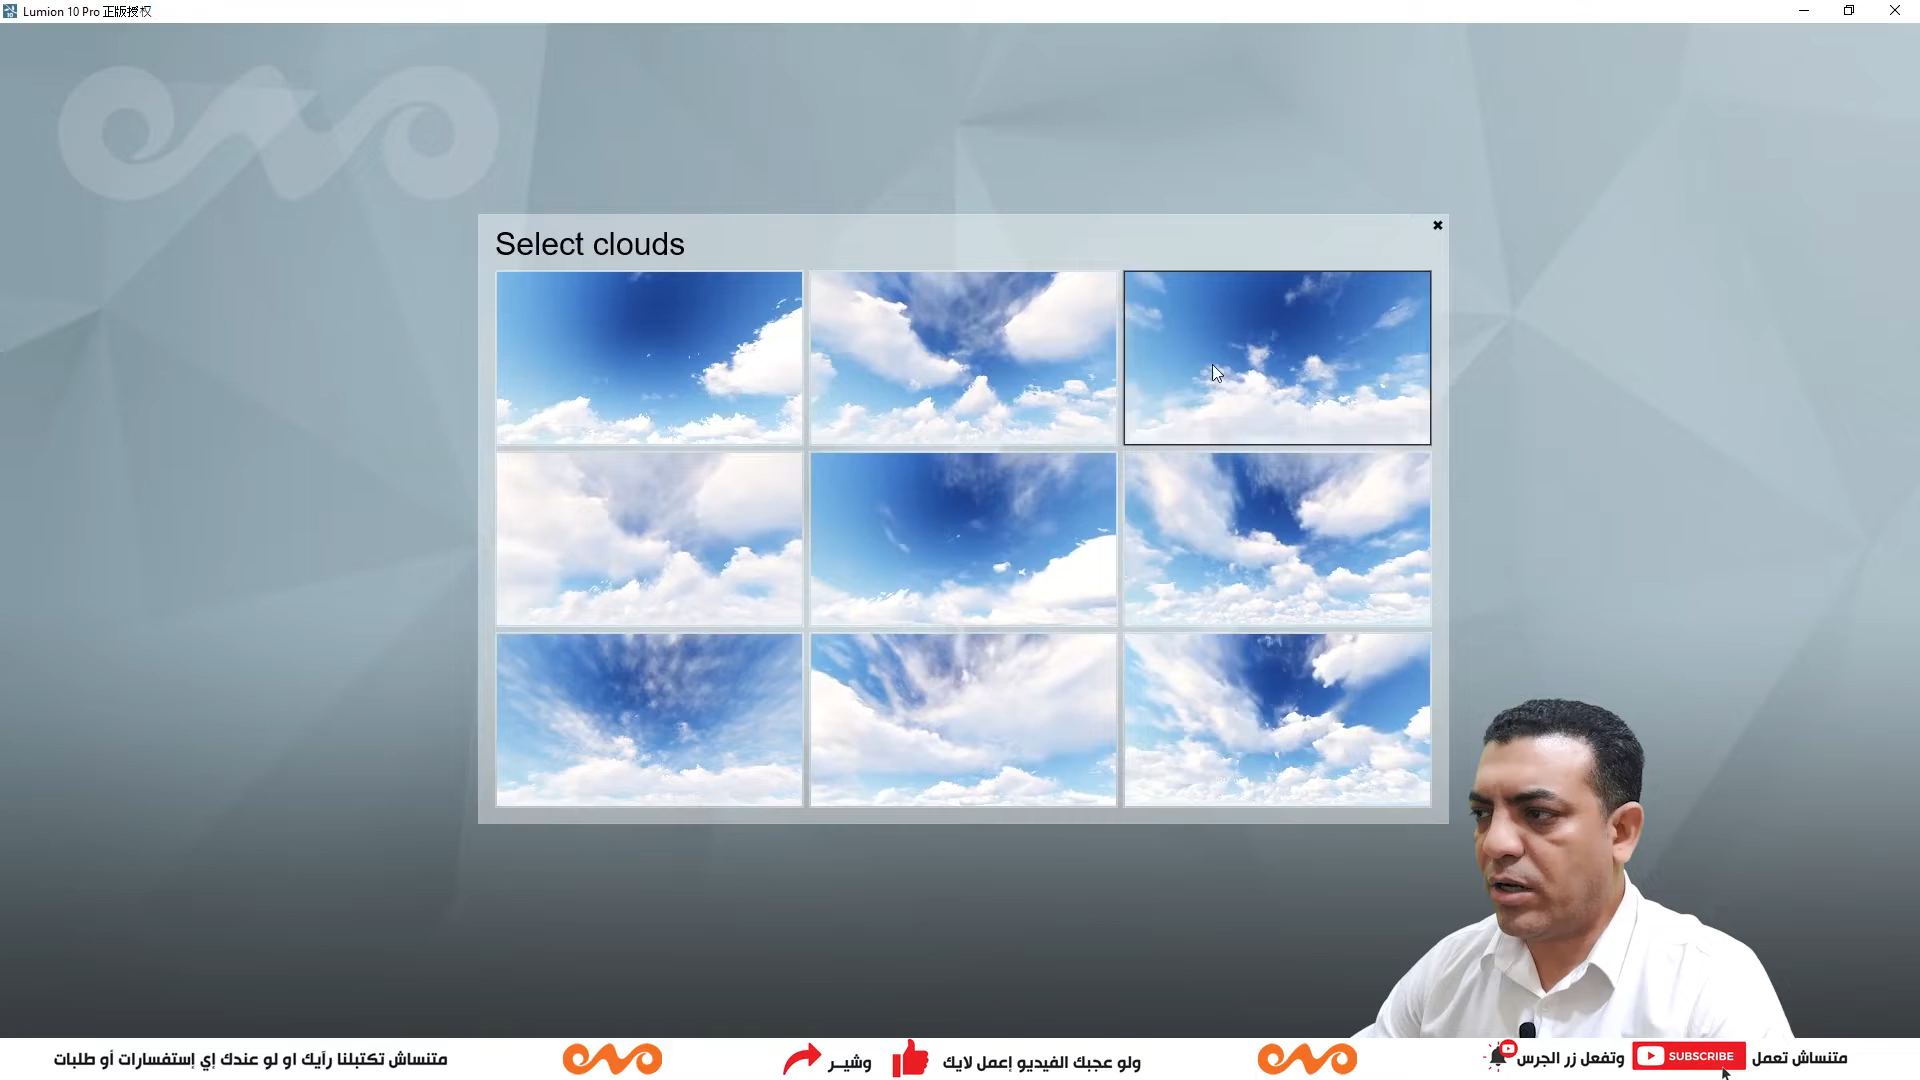 Lumion 10 Pro 正版授权
Select clouds
متنساش تعمل SUBSCRIBE وتفعل زر الجرس
ولو عجبك الفيديو إعمل لايك وشير
متنساش تكتبلنا رأيك او لو عندك إي إستفسارات أو طلبات